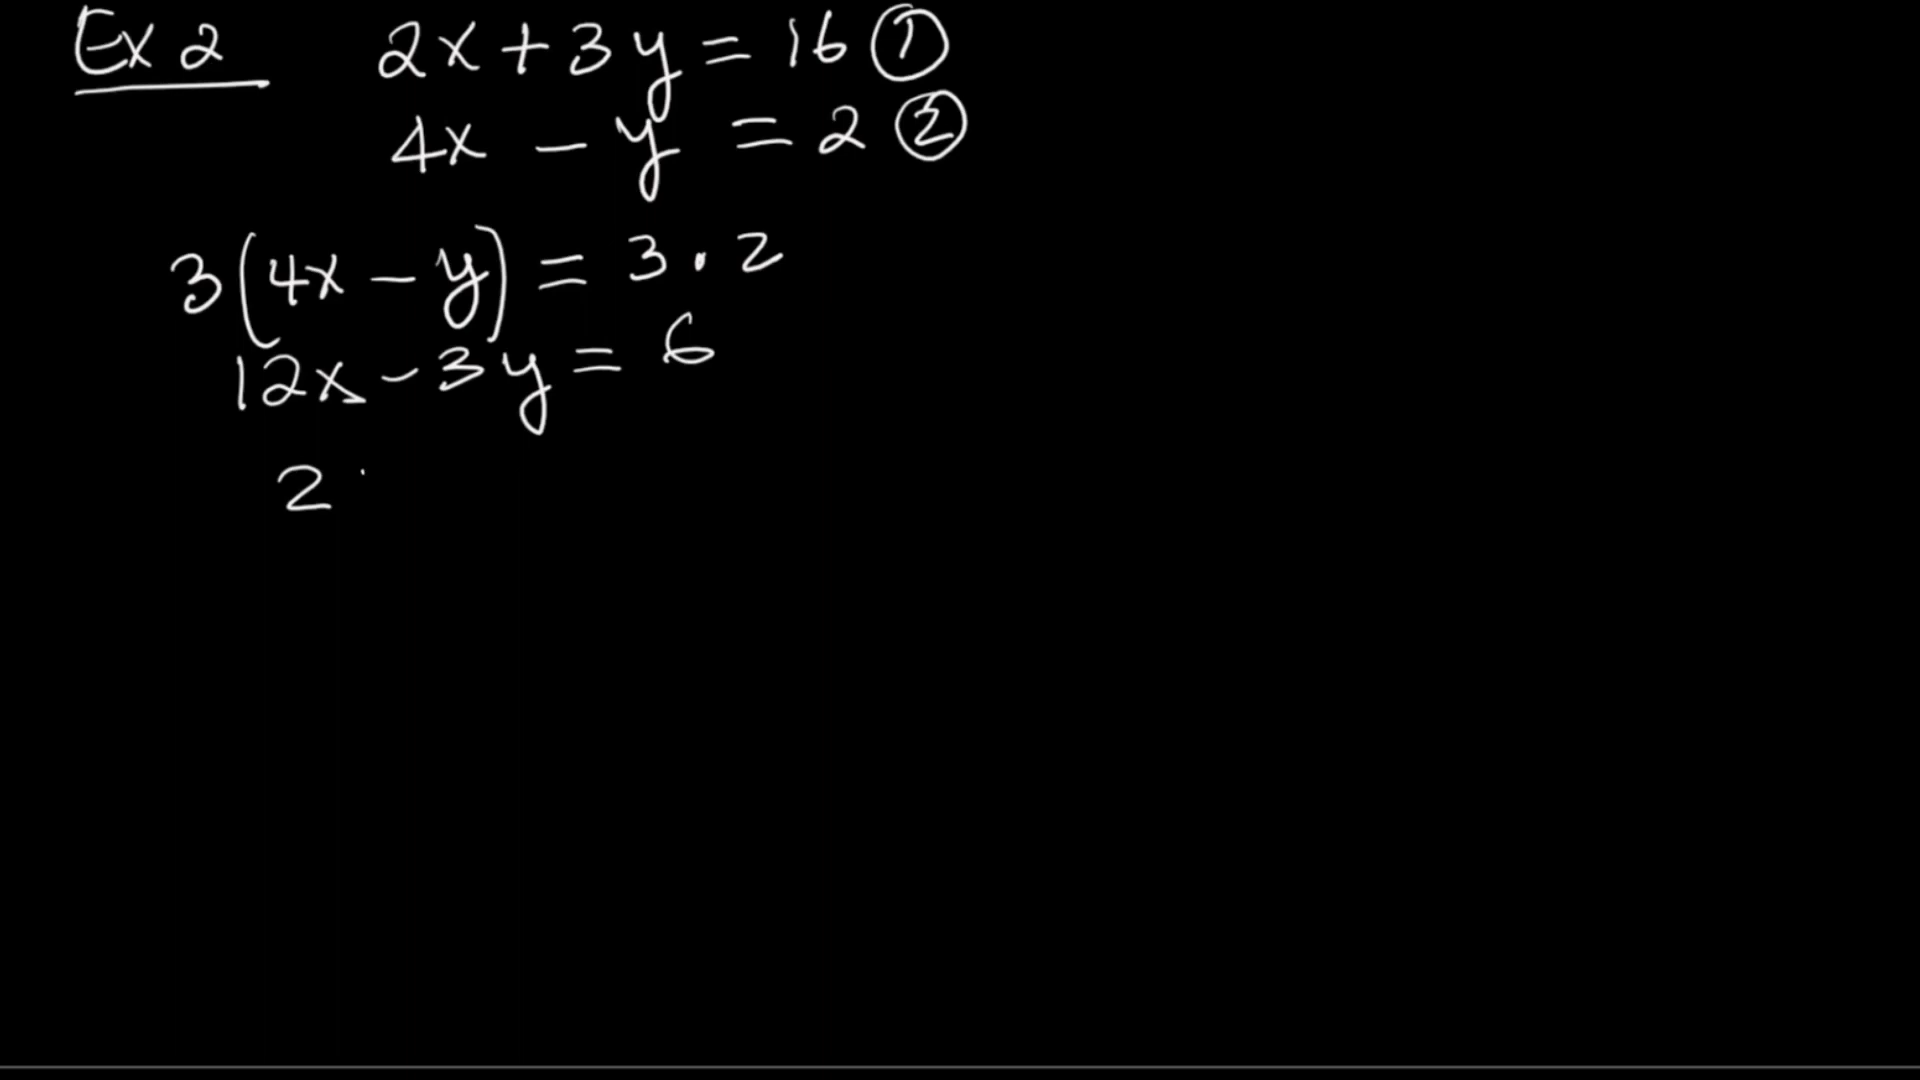 Ex 2 2x + 3y = 16 ①
4x - y = 2 ②
3(4x - y) = 3 · 2
12x - 3y = 6
2